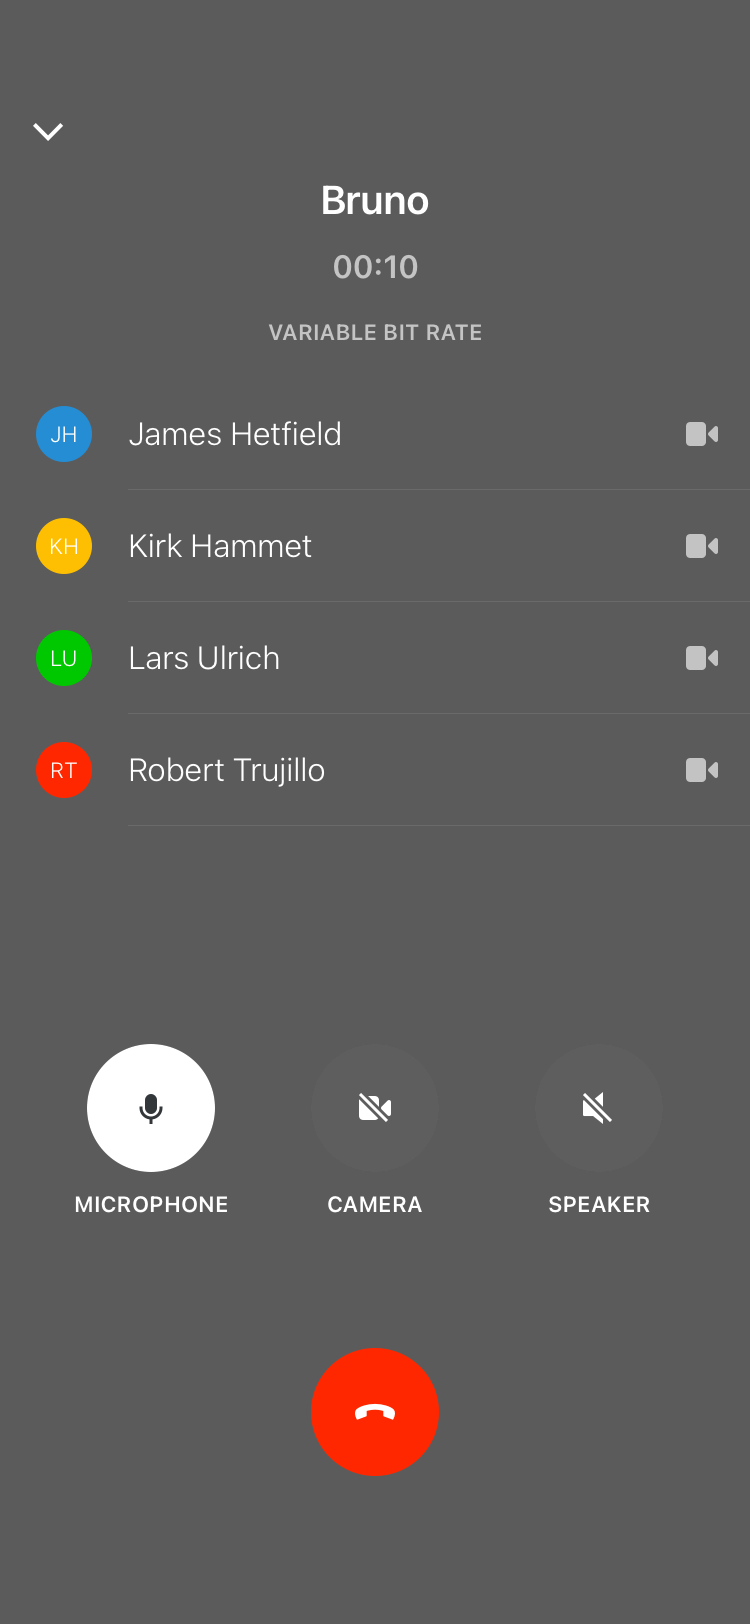 Bruno
00:10
VARIABLE BIT RATE
JH James Hetfield
KH Kirk Hammet
LU Lars Ulrich
RT Robert Trujillo
MICROPHONE CAMERA SPEAKER